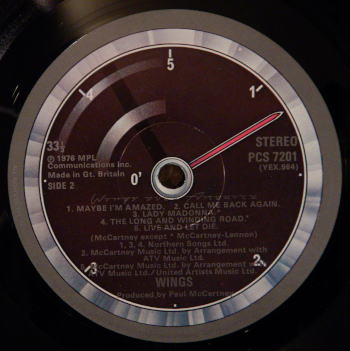 5
4
1
33⅓
STEREO
℗ 1976 MPL
Communications Inc.
Made in Gt. Britain
PCS 7201
(YEX.964)
SIDE 2
0'
1. MAYBE I'M AMAZED. 2. CALL ME BACK AGAIN.
3. LADY MADONNA.*
4. THE LONG AND WINDING ROAD.*
5. LIVE AND LET DIE.
(McCartney except * McCartney-Lennon)
1, 3, 4. Northern Songs Ltd.
2. McCartney Music Ltd. by Arrangement with
ATV Music Ltd.
5. McCartney Music Ltd. by Arrangement with
ATV Music Ltd./United Artists Music Ltd.
3
2
WINGS
Produced by Paul McCartney